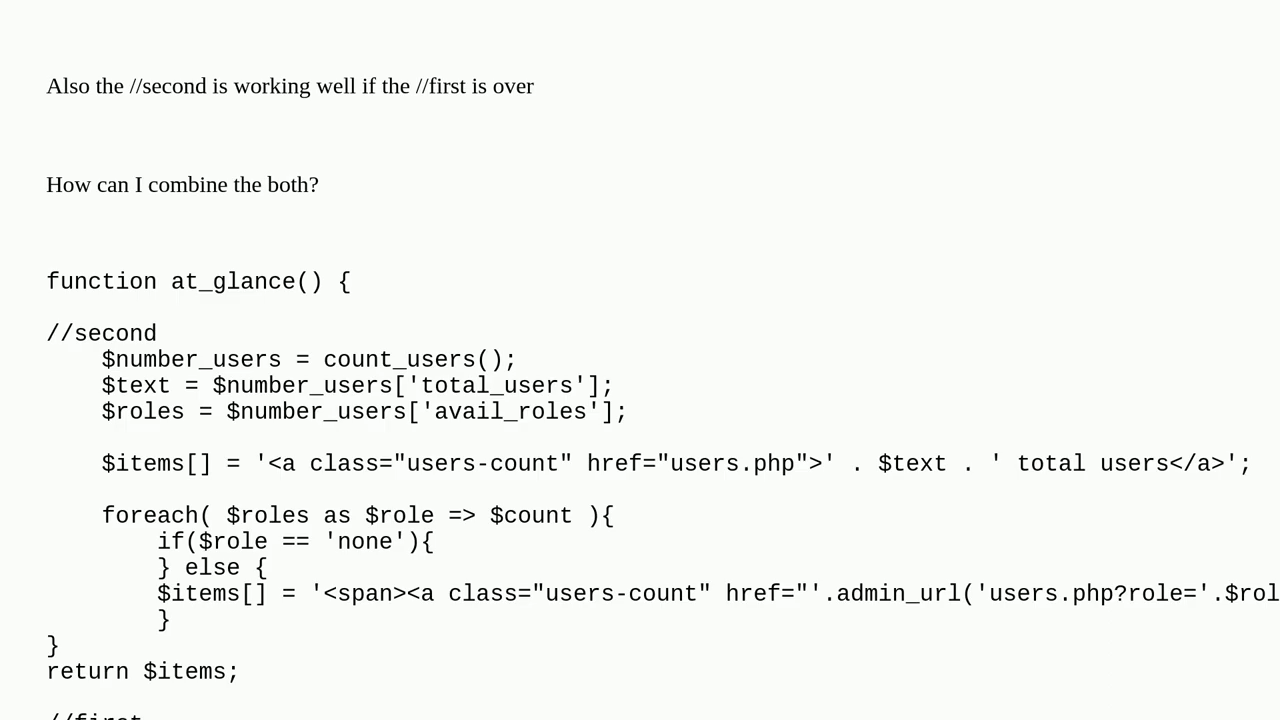 Also the //second is working well if the //first is over
How can I combine the both?
function at_glance() {
//second
    $number_users = count_users();
    $text = $number_users['total_users'];
    $roles = $number_users['avail_roles'];
    $items[] = '<a class="users-count" href="users.php">' . $text . ' total users</a>';
    foreach( $roles as $role => $count ){
        if($role == 'none'){
        } else {
        $items[] = '<span><a class="users-count" href="'.admin_url('users.php?role='.$rol
        }
}
return $items;
//first